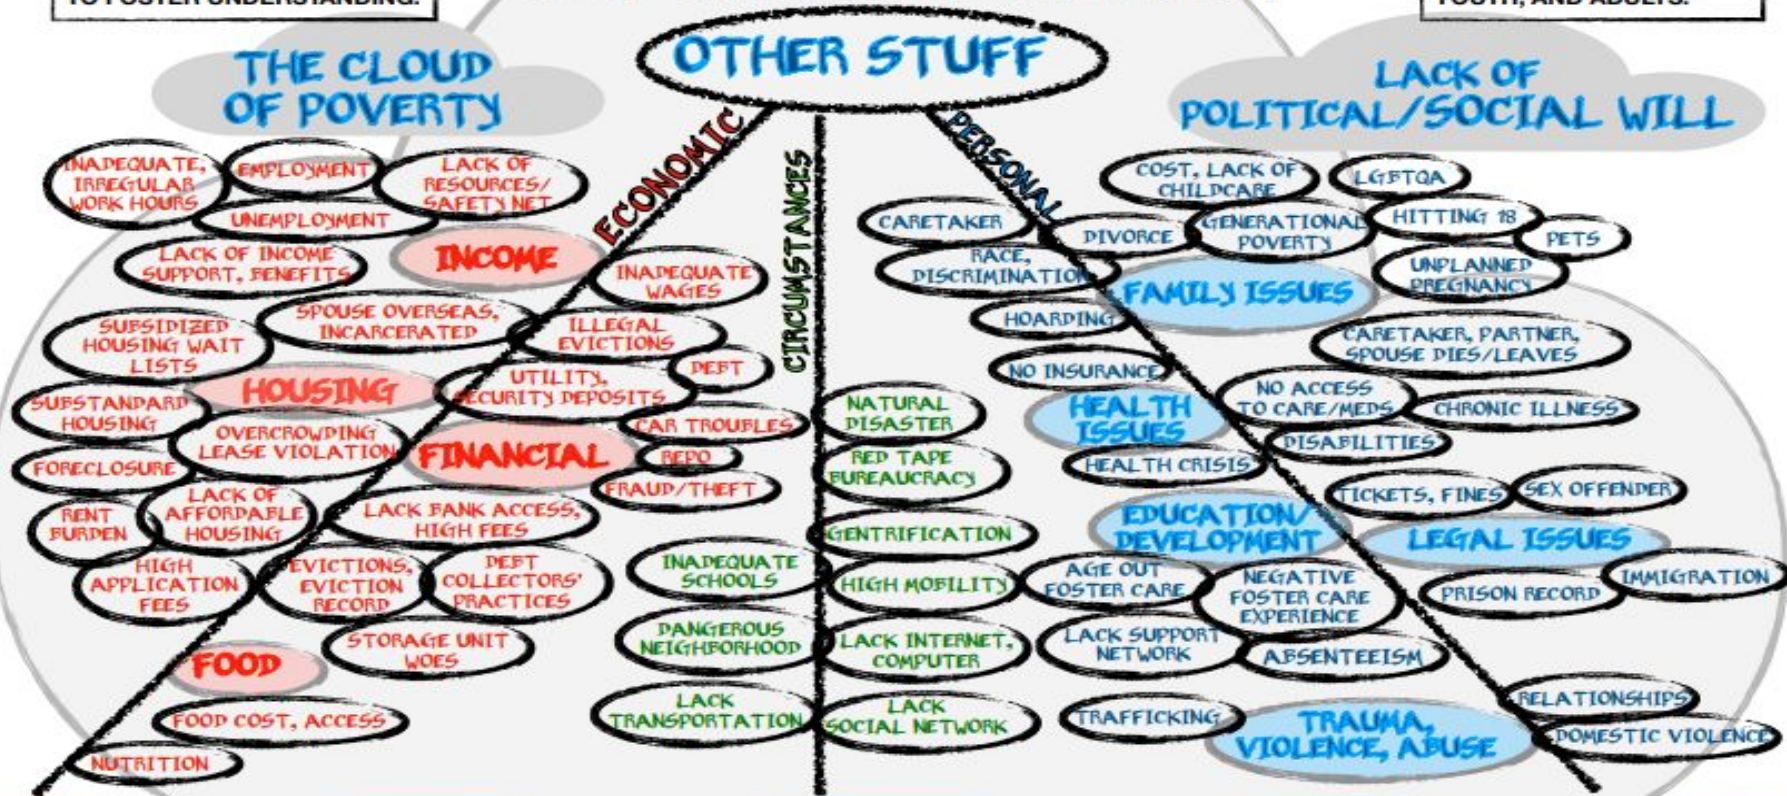 TO FOSTER UNDERSTANDING.
YOUTH, AND ADULTS.
OTHER STUFF
THE CLOUD
OF POVERTY
LACK OF
POLITICAL/SOCIAL WILL
ECONOMIC
CIRCUMSTANCES
PERSONAL
INADEQUATE,
IRREGULAR
WORK HOURS
EMPLOYMENT
LACK OF
RESOURCES/
SAFETY NET
UNEMPLOYMENT
LACK OF INCOME
SUPPORT, BENEFITS
INCOME
INADEQUATE
WAGES
SPOUSE OVERSEAS,
INCARCERATED
ILLEGAL
EVICTIONS
SUBSIDIZED
HOUSING WAIT
LISTS
HOUSING
UTILITY,
SECURITY DEPOSITS
DEBT
SUBSTANDARD
HOUSING
OVERCROWDING
LEASE VIOLATION
CAR TROUBLES
FINANCIAL
REPO
FORECLOSURE
FRAUD/THEFT
RENT
BURDEN
LACK OF
AFFORDABLE
HOUSING
LACK BANK ACCESS,
HIGH FEES
HIGH
APPLICATION
FEES
EVICTIONS,
EVICTION
RECORD
DEBT
COLLECTORS'
PRACTICES
STORAGE UNIT
WOES
FOOD
FOOD COST, ACCESS
NUTRITION
NATURAL
DISASTER
RED TAPE
BUREAUCRACY
GENTRIFICATION
INADEQUATE
SCHOOLS
HIGH MOBILITY
DANGEROUS
NEIGHBORHOOD
LACK INTERNET,
COMPUTER
LACK
TRANSPORTATION
LACK
SOCIAL NETWORK
COST, LACK OF
CHILDCARE
LGBTQA
CARETAKER
DIVORCE
GENERATIONAL
POVERTY
HITTING 18
PETS
RACE,
DISCRIMINATION
FAMILY ISSUES
UNPLANNED
PREGNANCY
HOARDING
CARETAKER, PARTNER,
SPOUSE DIES/LEAVES
NO INSURANCE
HEALTH
ISSUES
NO ACCESS
TO CARE/MEDS
CHRONIC ILLNESS
DISABILITIES
HEALTH CRISIS
TICKETS, FINES
SEX OFFENDER
EDUCATION/
DEVELOPMENT
LEGAL ISSUES
AGE OUT
FOSTER CARE
NEGATIVE
FOSTER CARE
EXPERIENCE
PRISON RECORD
IMMIGRATION
LACK SUPPORT
NETWORK
ABSENTEEISM
RELATIONSHIPS
TRAFFICKING
TRAUMA,
VIOLENCE, ABUSE
DOMESTIC VIOLENCE